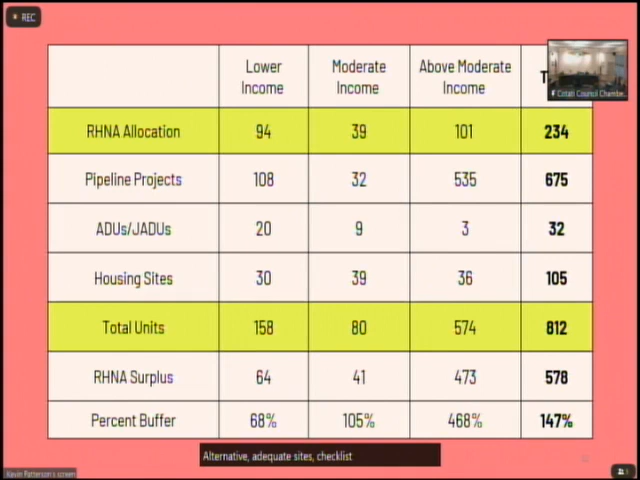 REC
Lower Income
Moderate Income
Above Moderate Income
T
Cotati Council Chambe...
RHNA Allocation 94 39 101 234
Pipeline Projects 108 32 535 675
ADUs/JADUs 20 9 3 32
Housing Sites 30 39 36 105
Total Units 158 80 574 812
RHNA Surplus 64 41 473 578
Percent Buffer 68% 105% 468% 147%
Alternative, adequate sites, checklist
Kevin Patterson's screen